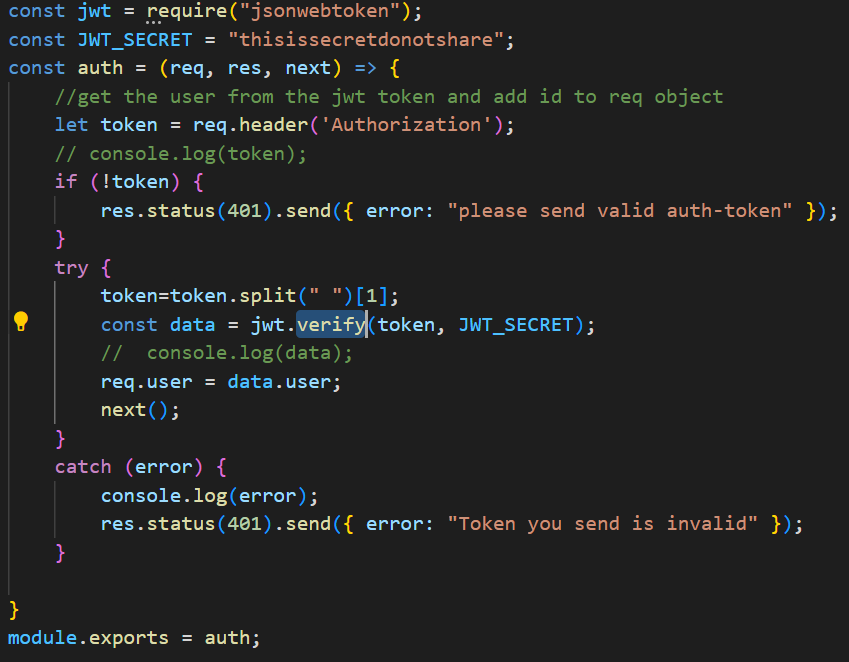 const jwt = require("jsonwebtoken");
const JWT_SECRET = "thisissecretdonotshare";
const auth = (req, res, next) => {
    //get the user from the jwt token and add id to req object
    let token = req.header('Authorization');
    // console.log(token);
    if (!token) {
        res.status(401).send({ error: "please send valid auth-token" });
    }
    try {
        token=token.split(" ")[1];
        const data = jwt.verify(token, JWT_SECRET);
        //  console.log(data);
        req.user = data.user;
        next();
    }
    catch (error) {
        console.log(error);
        res.status(401).send({ error: "Token you send is invalid" });
    }
}
module.exports = auth;